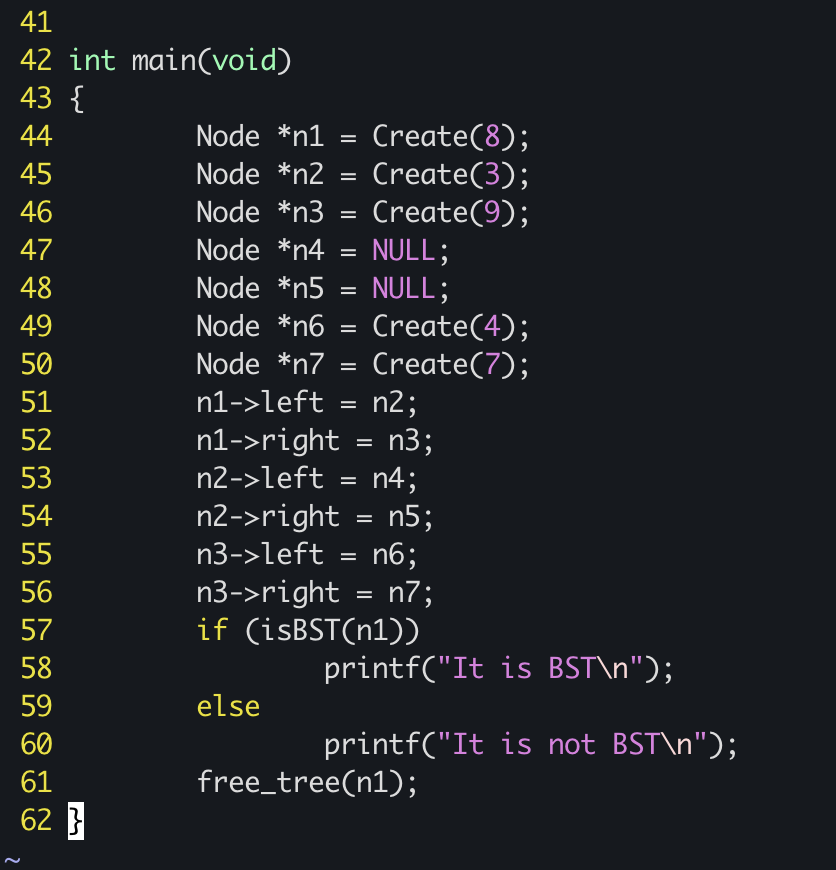 41
42 int main(void)
43 {
44         Node *n1 = Create(8);
45         Node *n2 = Create(3);
46         Node *n3 = Create(9);
47         Node *n4 = NULL;
48         Node *n5 = NULL;
49         Node *n6 = Create(4);
50         Node *n7 = Create(7);
51         n1->left = n2;
52         n1->right = n3;
53         n2->left = n4;
54         n2->right = n5;
55         n3->left = n6;
56         n3->right = n7;
57         if (isBST(n1))
58                 printf("It is BST\n");
59         else
60                 printf("It is not BST\n");
61         free_tree(n1);
62 }
~